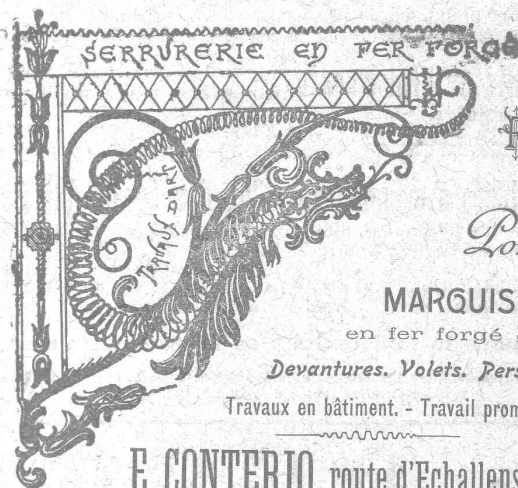 SERRURERIE EN FER FORGÉ
TRAVAUX D'ART
MARQUIS
en fer forgé
Devantures. Volets. Pers
Travaux en bâtiment. - Travail prom
E CONTERIO route d'Echallens